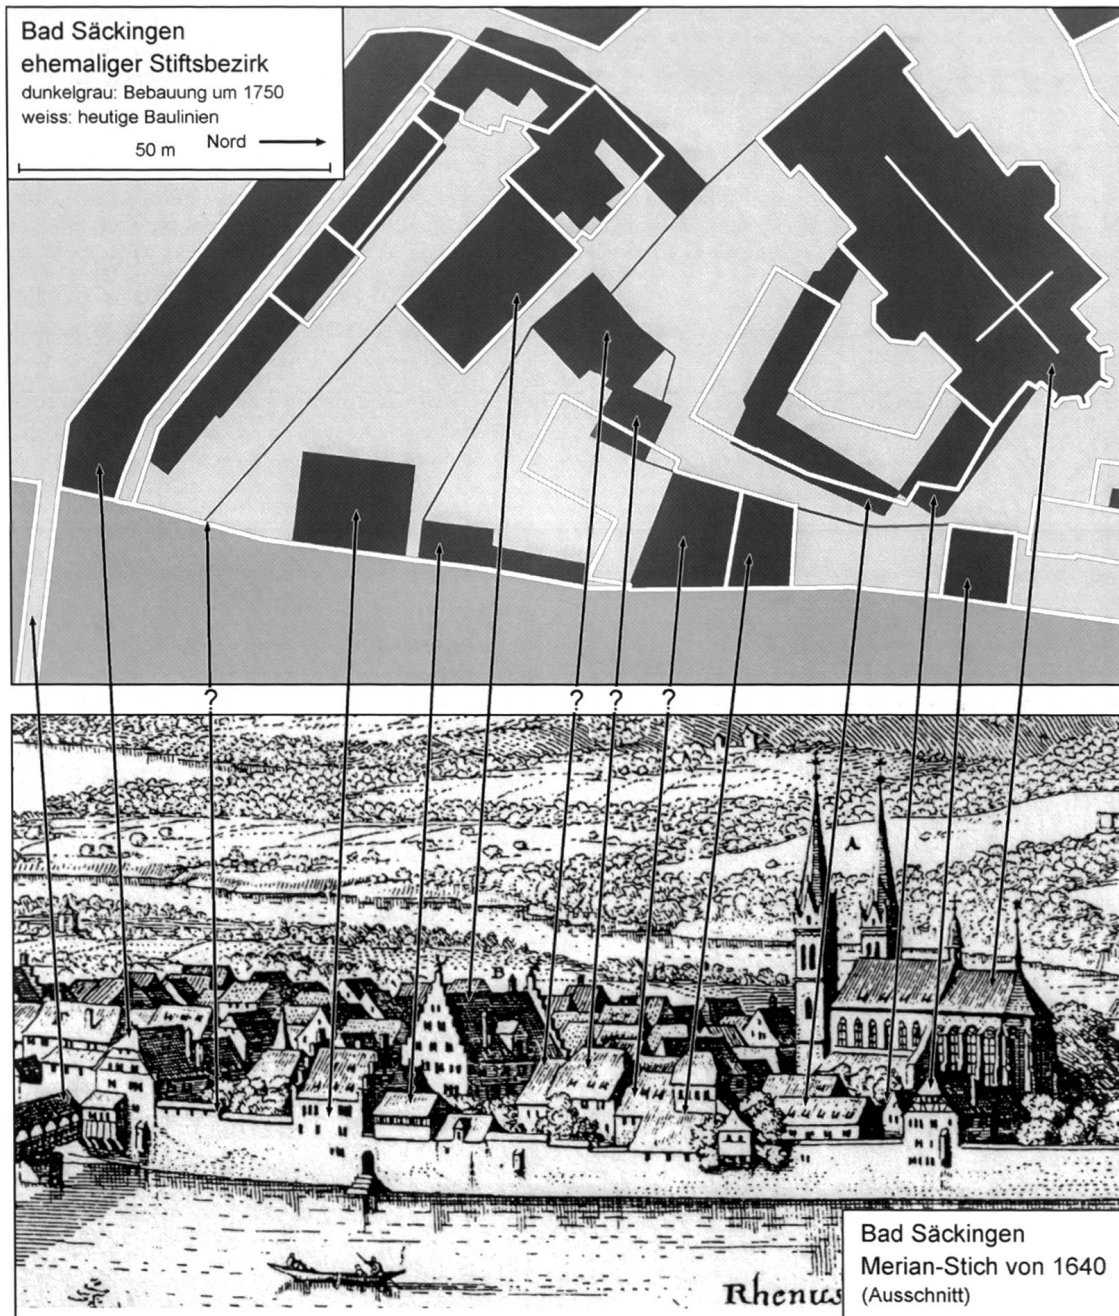 Bad Säckingen
ehemaliger Stiftsbezirk
dunkelgrau: Bebauung um 1750
weiss: heutige Baulinien
Nord
50 m
? ? ? ?
A
B
Rhenus
Bad Säckingen
Merian-Stich von 1640
(Ausschnitt)